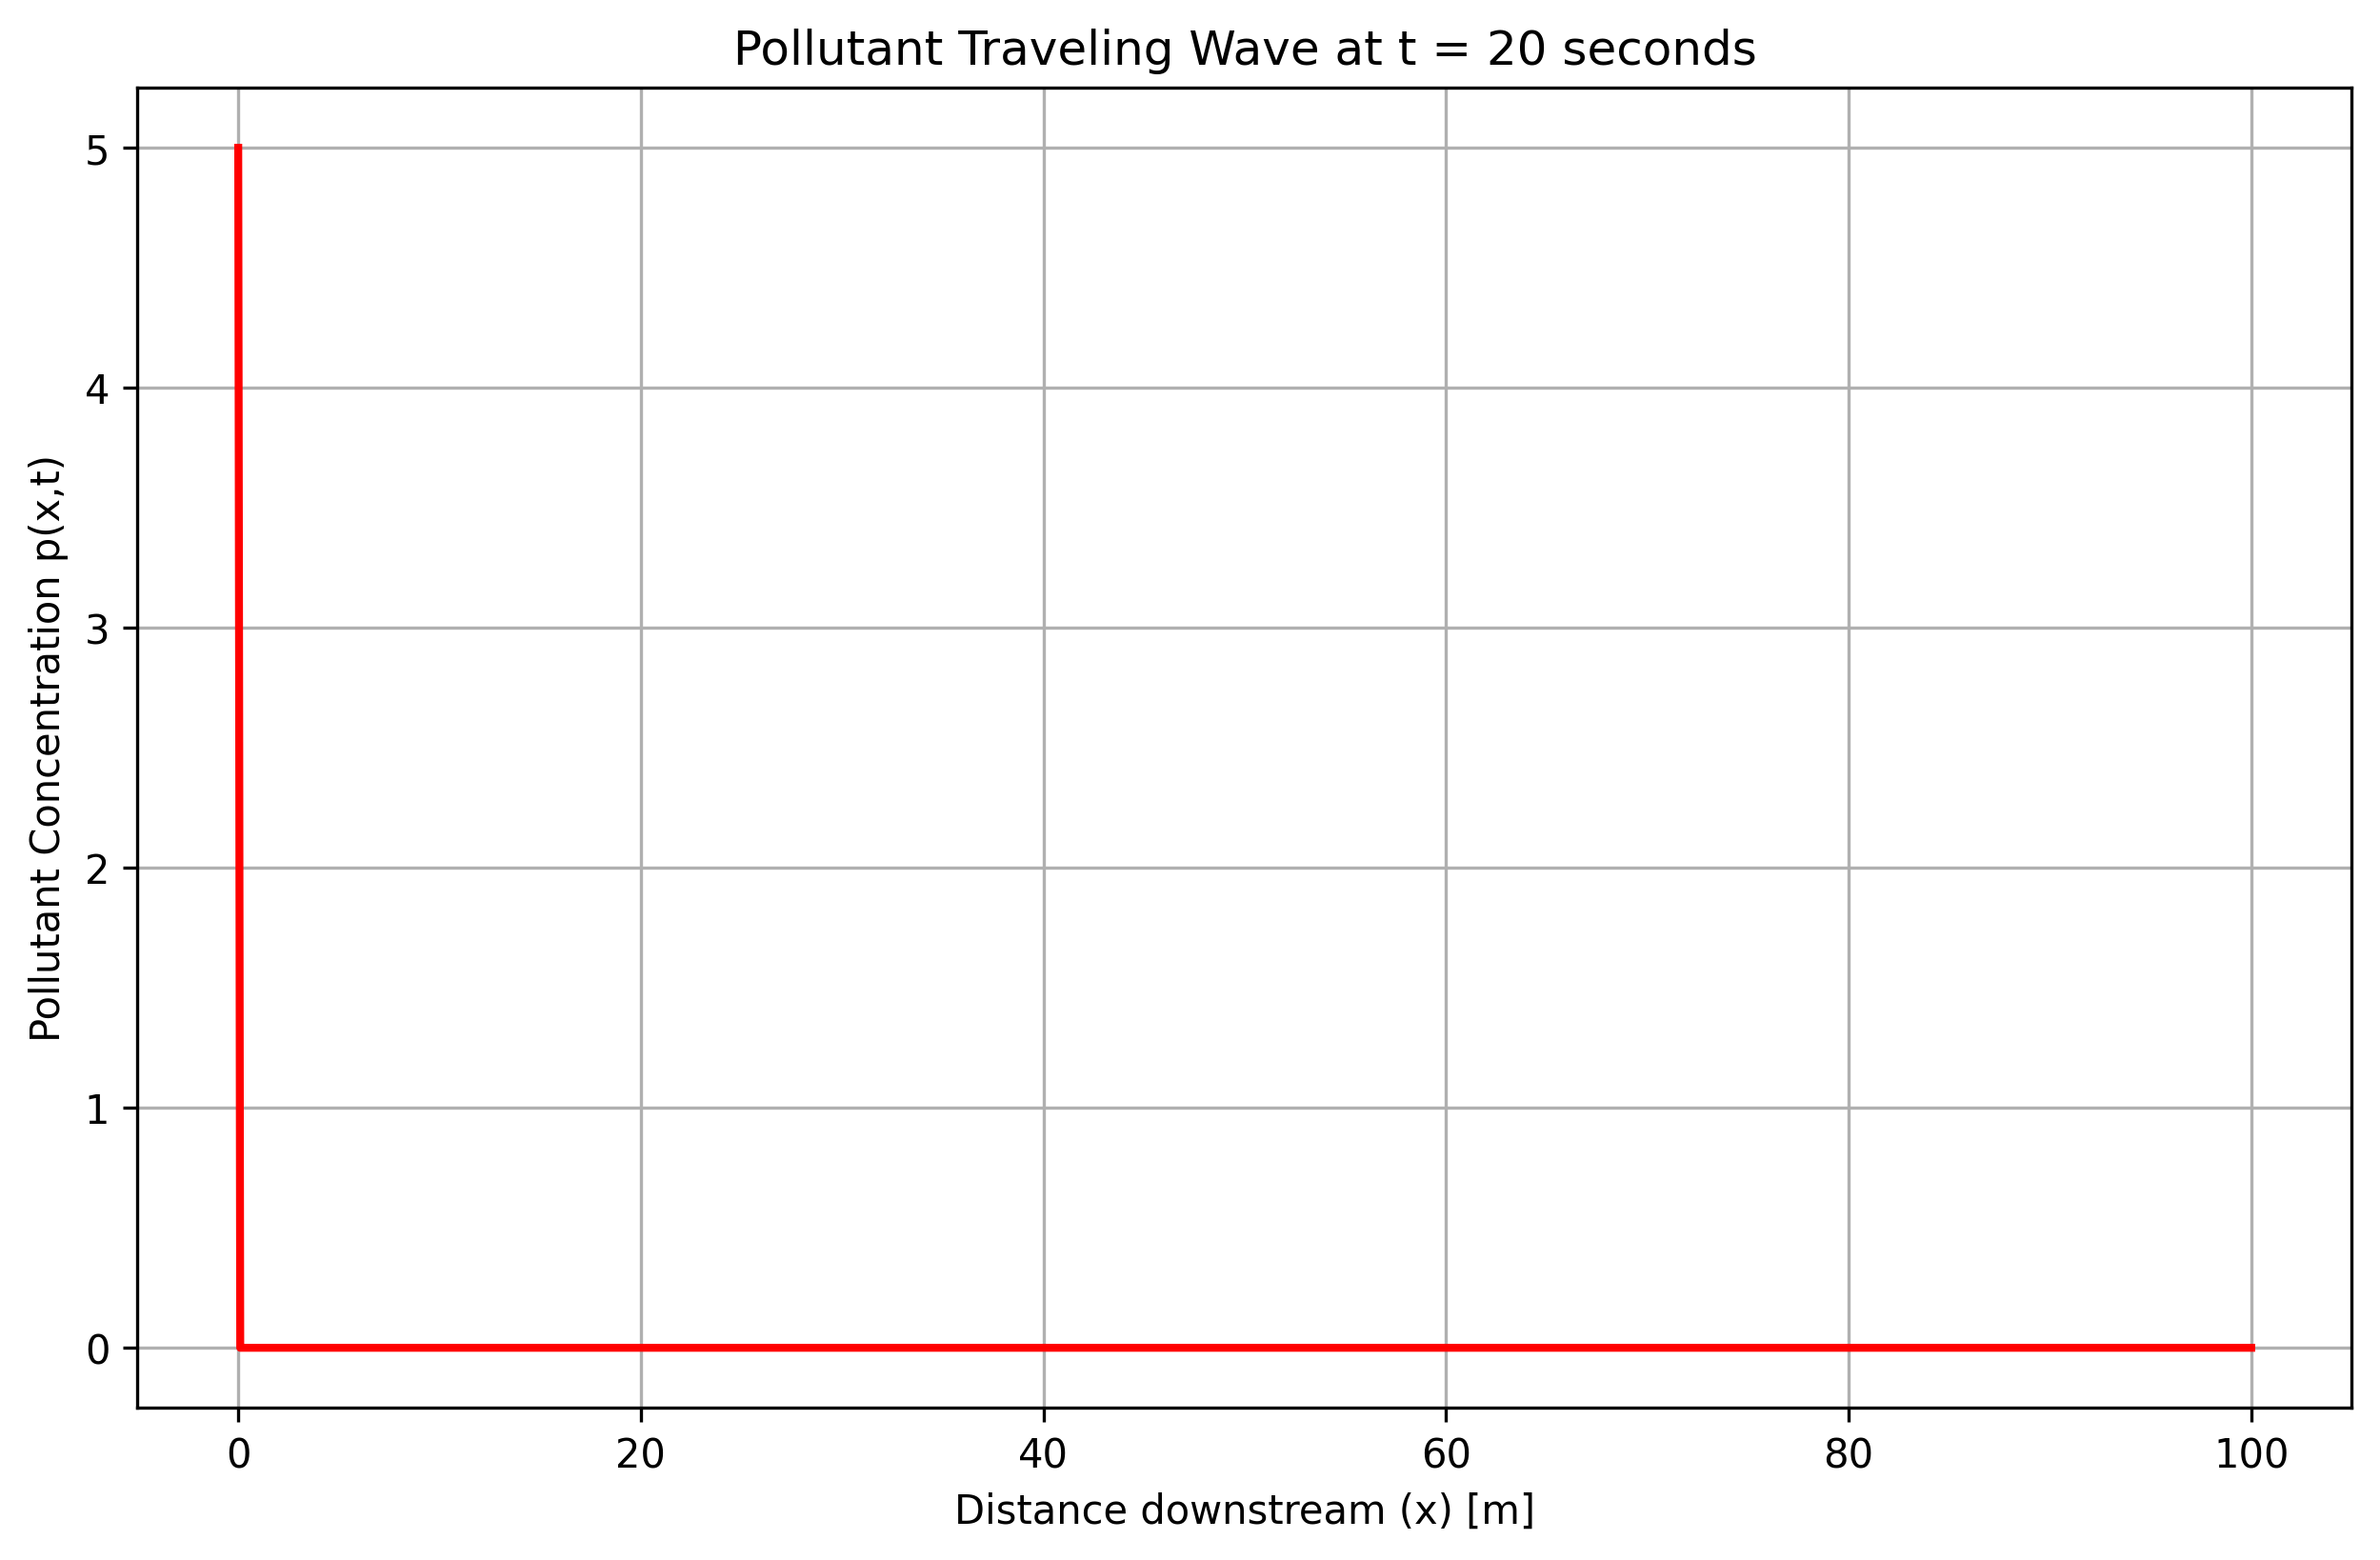 Pollutant Traveling Wave at t = 20 seconds
Pollutant Concentration p(x,t)
5
4
3
2
1
0
0 20 40 60 80 100
Distance downstream (x) [m]